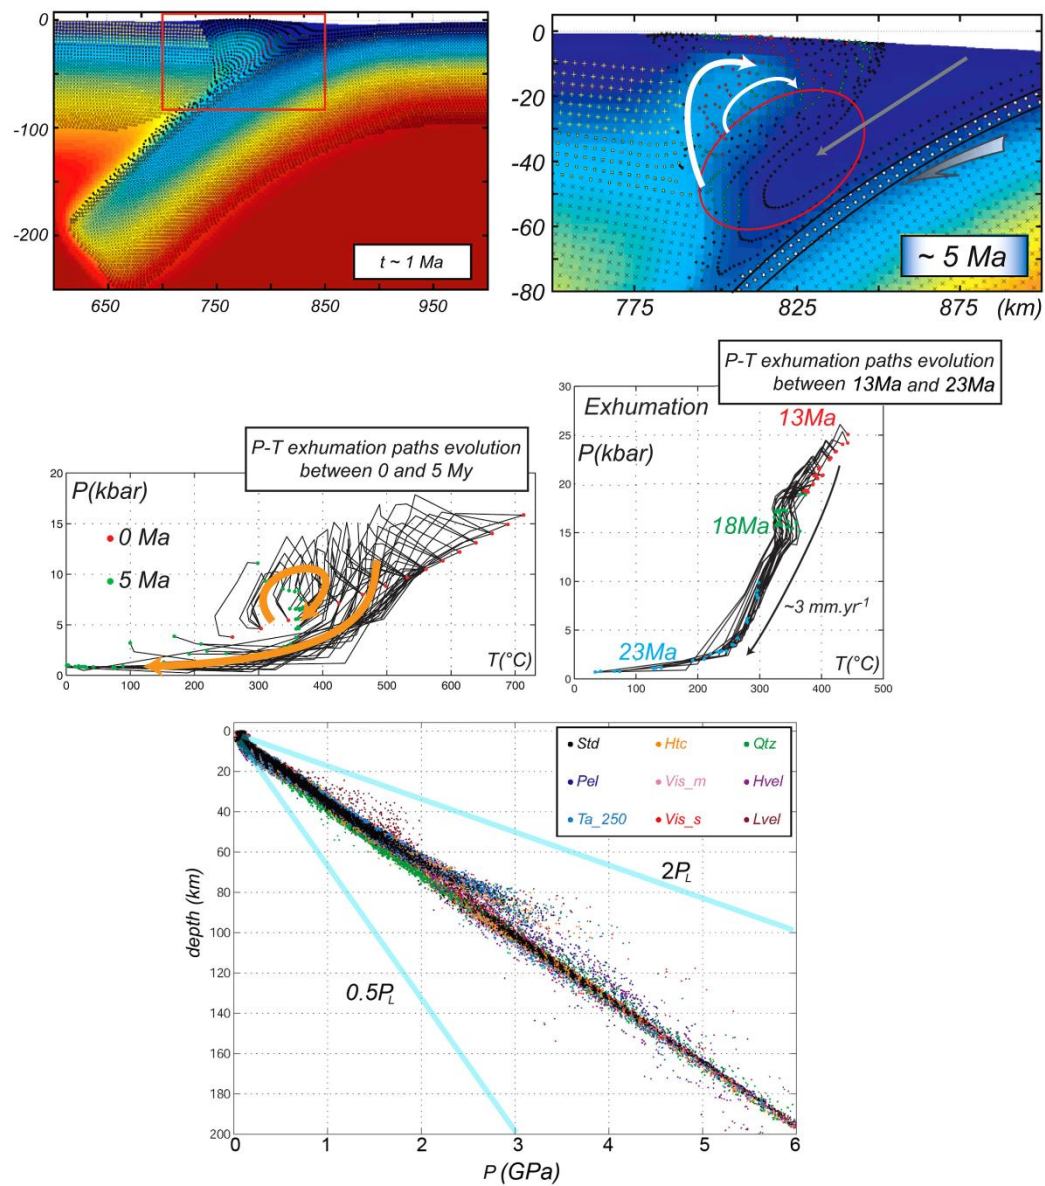 0
-100
-200
650
750
850
950
t ~ 1 Ma
0
-20
-40
-60
-80
775
825
875
(km)
~ 5 Ma
P-T exhumation paths evolution
between 0 and 5 My
P(kbar)
0 Ma
5 Ma
20
15
10
5
0
0
100
200
300
400
500
600
700
T(°C)
P-T exhumation paths evolution
between 13Ma and 23Ma
Exhumation
P(kbar)
13Ma
18Ma
23Ma
~3 mm.yr-1
T(°C)
30
25
20
15
10
5
0
0
100
200
300
400
500
Std
Htc
Qtz
Pel
Vis_m
Hvel
Ta_250
Vis_s
Lvel
2PL
0.5PL
depth (km)
0
20
40
60
80
100
120
140
160
180
200
0
1
2
3
4
5
6
P (GPa)